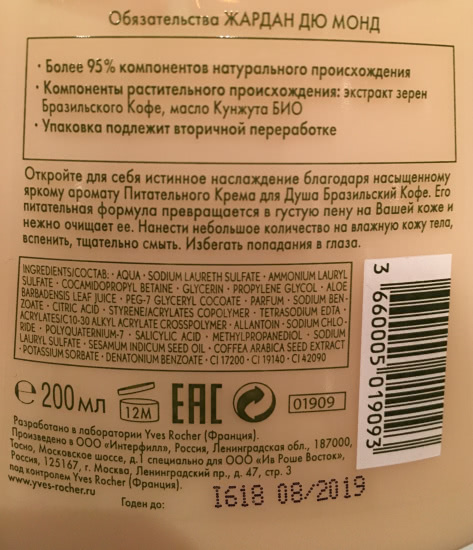 Обязательства ЖАРДАН ДЮ МОНД
· Более 95% компонентов натурального происхождения
· Компоненты растительного происхождения: экстракт зерен
Бразильского Кофе, масло Кунжута БИО
· Упаковка подлежит вторичной переработке
Откройте для себя истинное наслаждение благодаря насыщенному
яркому аромату Питательного Крема для Душа Бразильский Кофе. Его
питательная формула превращается в густую пену на Вашей коже и
нежно очищает ее. Нанести небольшое количество на влажную кожу тела,
вспенить, тщательно смыть. Избегать попадания в глаза.
INGREDIENTS/СОСТАВ: · AQUA · SODIUM LAURETH SULFATE · AMMONIUM LAURYL
SULFATE · COCAMIDOPROPYL BETAINE · GLYCERIN · PROPYLENE GLYCOL · ALOE
BARBADENSIS LEAF JUICE · PEG-7 GLYCERYL COCOATE · PARFUM · SODIUM BEN-
ZOATE · CITRIC ACID · STYRENE/ACRYLATES COPOLYMER · TETRASODIUM EDTA ·
ACRYLATES/C10-30 ALKYL ACRYLATE CROSSPOLYMER · ALLANTOIN · SODIUM CHLO-
RIDE · POLYQUATERNIUM-7 · SALICYLIC ACID · METHYLPROPANEDIOL · SODIUM
LAURYL SULFATE · SESAMUM INDICUM SEED OIL · COFFEA ARABICA SEED EXTRACT
· POTASSIUM SORBATE · DENATONIUM BENZOATE · CI 17200 · CI 19140 · CI 42090
3 660005 019093
℮ 200 мл 12M EAC 01909
Разработано в лаборатории Yves Rocher (Франция).
Произведено в ООО «Интерфилл», Россия, Ленинградская обл., 187000,
Тосно, Московское шоссе, д.1 специально для ООО «Ив Роше Восток»,
Россия, 125167, г. Москва, Ленинградский пр., д. 47, стр. 3
под контролем Yves Rocher (Франция).
www.yves-rocher.ru
Годен до: I618 08/2019